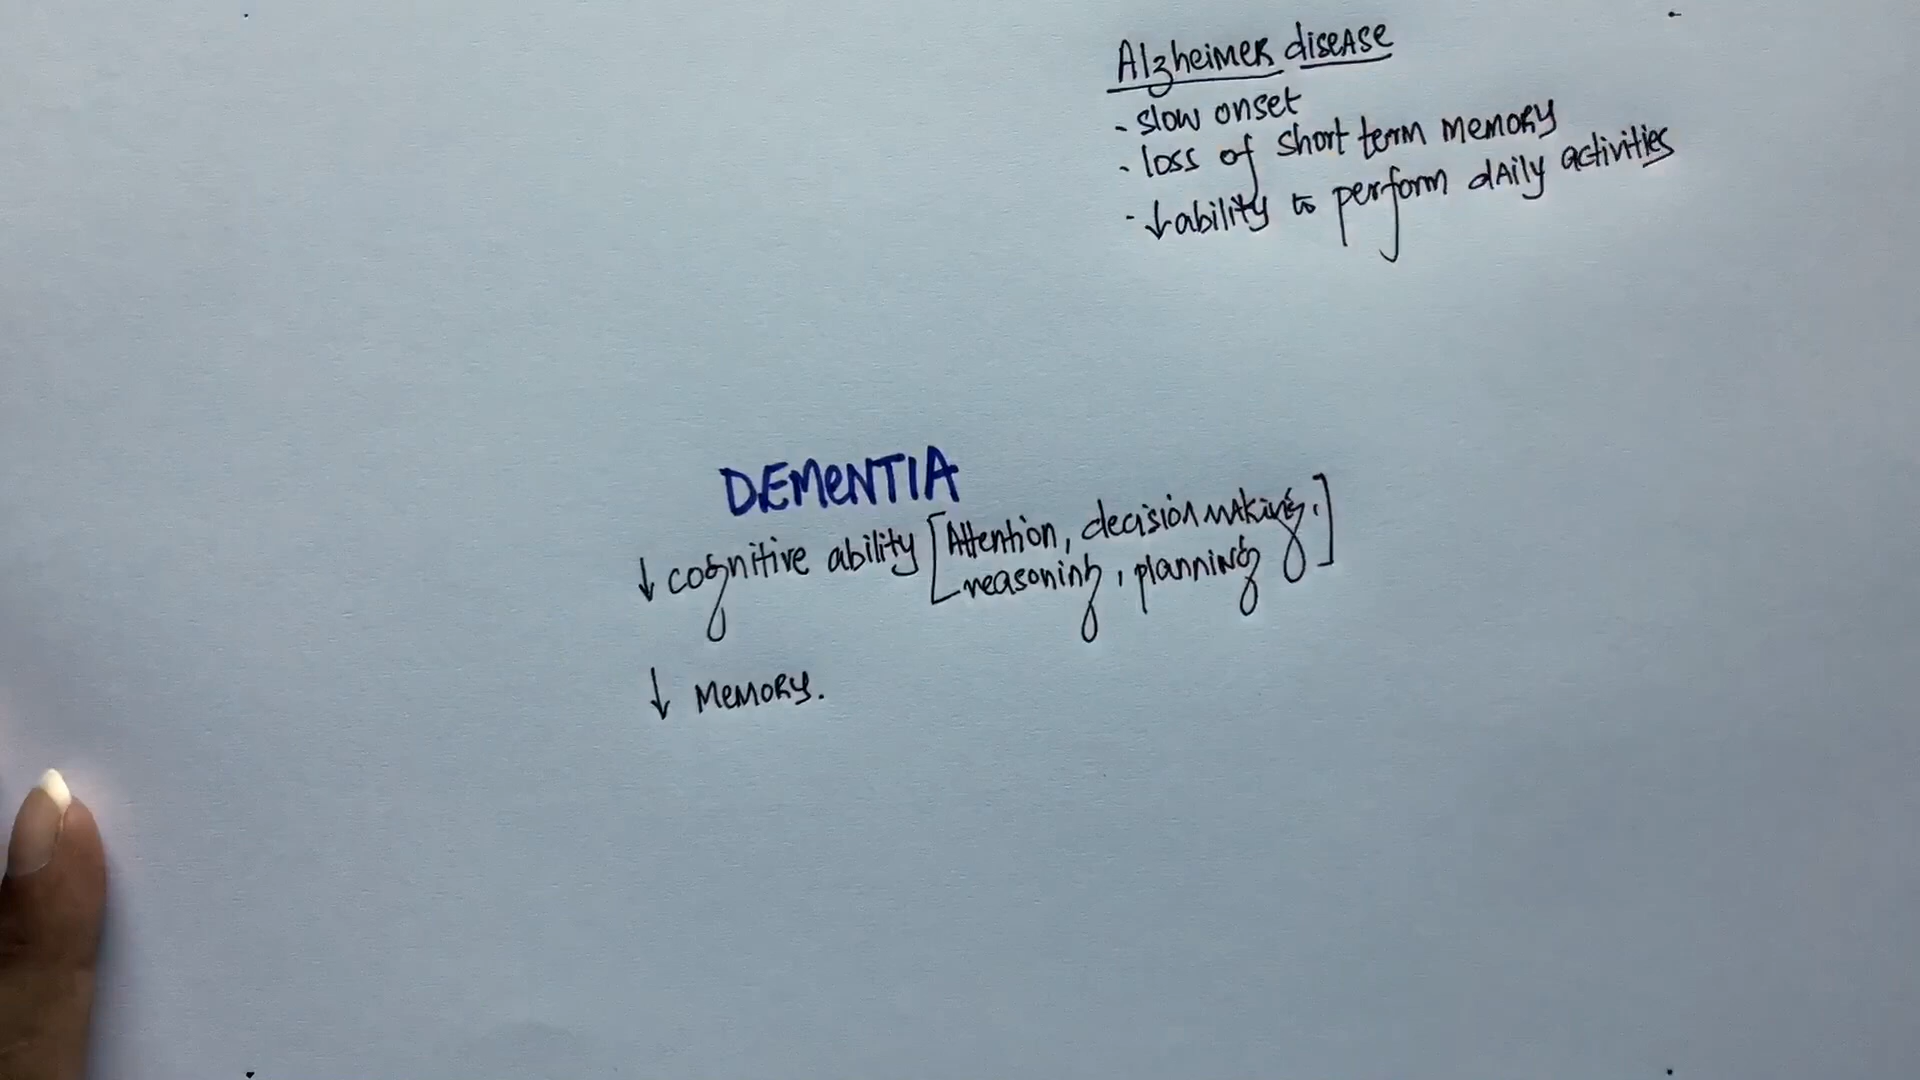 Alzheimer disease
- slow onset
- loss of short term memory
- ↓ ability to perform daily activities
DEMENTIA
↓ cognitive ability [Attention, decision making,
reasoning, planning]
↓ Memory.